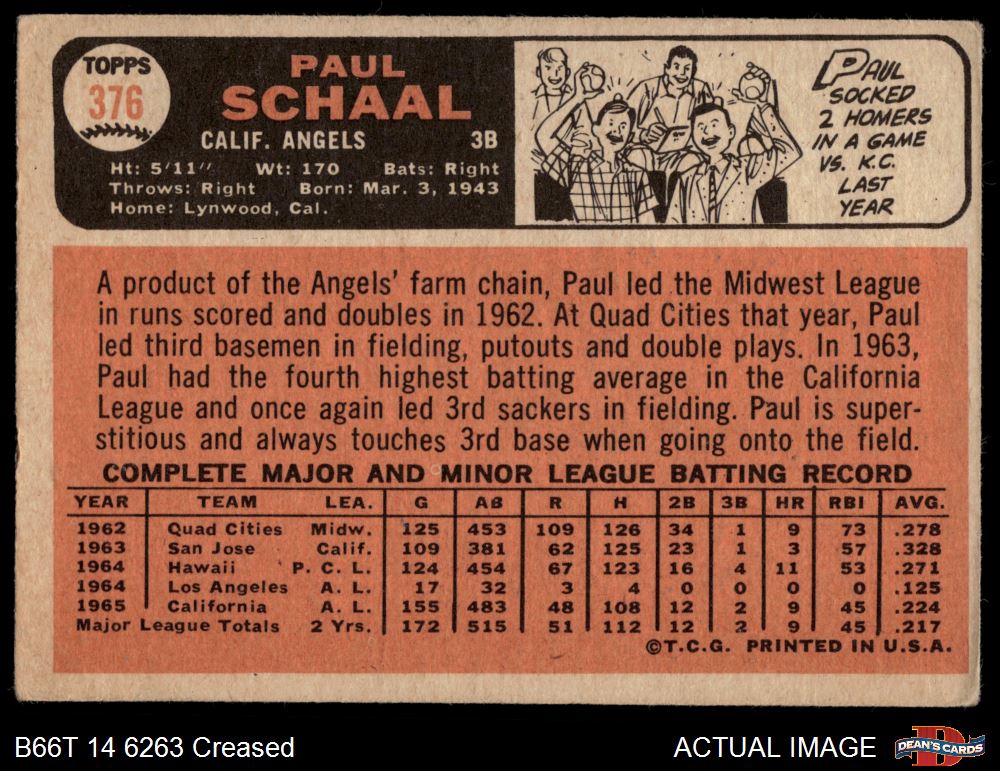 TOPPS
376
PAUL
SCHAAL
CALIF. ANGELS 3B
Ht: 5'11" Wt: 170 Bats: Right
Throws: Right Born: Mar. 3, 1943
Home: Lynwood, Cal.
PAUL
SOCKED
2 HOMERS
IN A GAME
VS. K.C.
LAST
YEAR
A product of the Angels' farm chain, Paul led the Midwest League
in runs scored and doubles in 1962. At Quad Cities that year, Paul
led third basemen in fielding, putouts and double plays. In 1963,
Paul had the fourth highest batting average in the California
League and once again led 3rd sackers in fielding. Paul is super-
stitious and always touches 3rd base when going onto the field.
COMPLETE MAJOR AND MINOR LEAGUE BATTING RECORD
YEAR TEAM LEA. G AB R H 2B 3B HR RBI AVG.
1962 Quad Cities Midw. 125 453 109 126 34 1 9 73 .278
1963 San Jose Calif. 109 381 62 125 23 1 3 57 .328
1964 Hawaii P. C. L. 124 454 67 123 16 4 11 53 .271
1964 Los Angeles A. L. 17 32 3 4 0 0 0 0 .125
1965 California A. L. 155 483 48 108 12 2 9 45 .224
Major League Totals 2 Yrs. 172 515 51 112 12 2 9 45 .217
©T.C.G. PRINTED IN U.S.A.
B66T 14 6263 Creased
ACTUAL IMAGE
DEAN'S CARDS